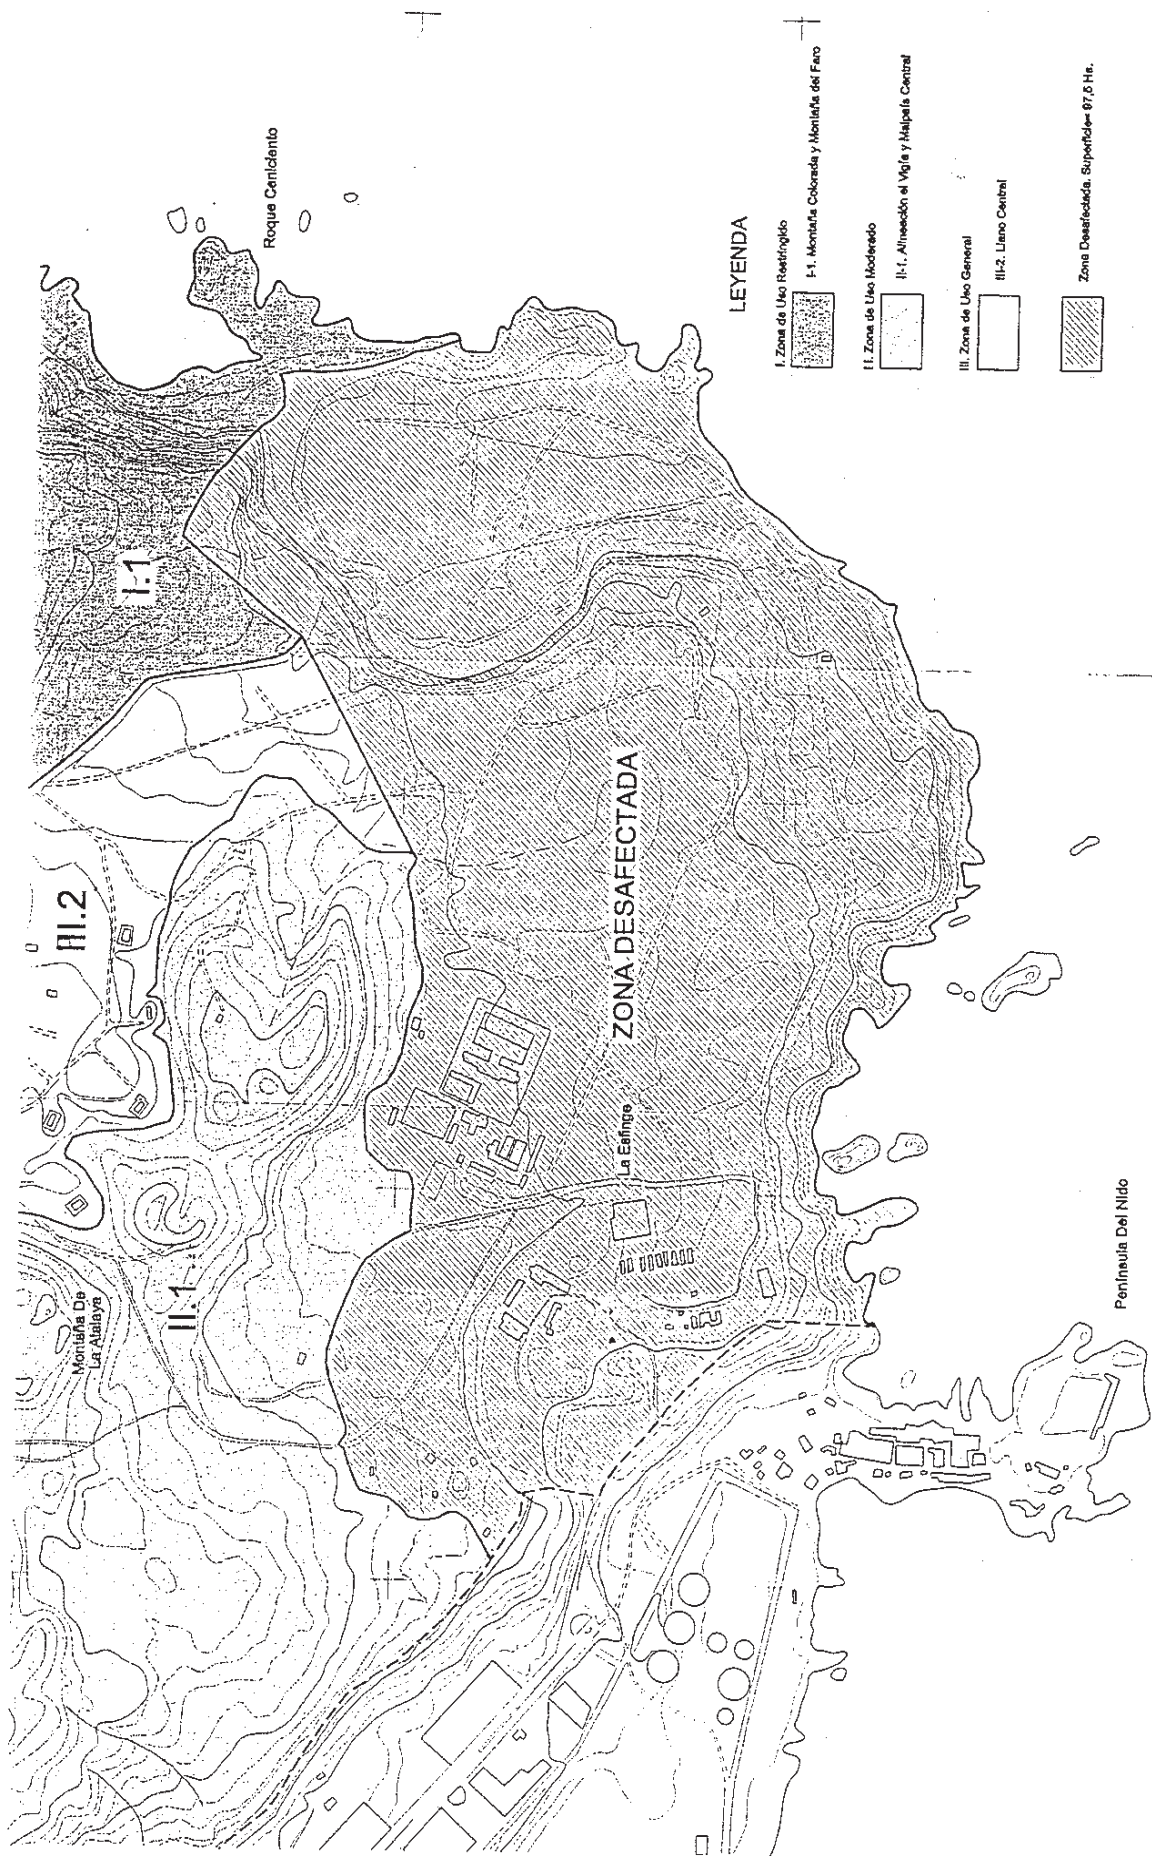 Roque Ceniciento
I.1
III.2
II.1
Montaña De
La Atalaya
ZONA DESAFECTADA
La Esfinge
Península Del Nido
LEYENDA
I. Zona de Uso Restringido
I-1. Montaña Colorada y Montaña del Faro
II. Zona de Uso Moderado
II-1. Alineación el Vigía y Malpaís Central
III. Zona de Uso General
III-2. Llano Central
Zona Desafectada. Superficie= 97,5 Hs.